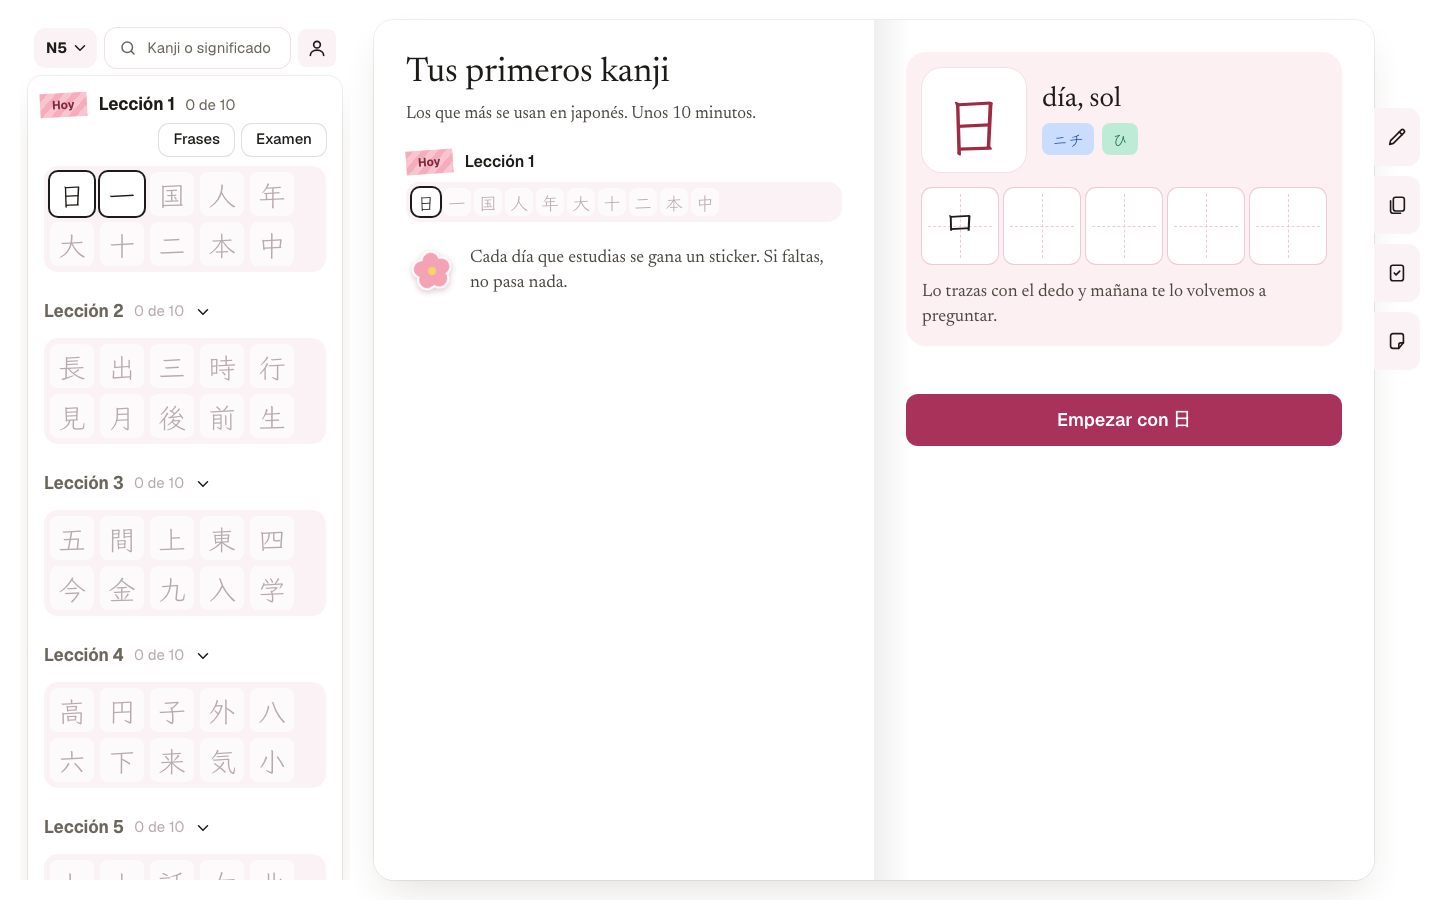 N5
Kanji o significado
Hoy Lección 1 0 de 10
Frases Examen
日 一 国 人 年
大 十 二 本 中
Lección 2 0 de 10
長 出 三 時 行
見 月 後 前 生
Lección 3 0 de 10
五 間 上 東 四
今 金 九 入 学
Lección 4 0 de 10
高 円 子 外 八
六 下 来 気 小
Lección 5 0 de 10
Tus primeros kanji
Los que más se usan en japonés. Unos 10 minutos.
Hoy Lección 1
日 一 国 人 年 大 十 二 本 中
Cada día que estudias se gana un sticker. Si faltas,
no pasa nada.
日
día, sol
ニチ ひ
Lo trazas con el dedo y mañana te lo volvemos a
preguntar.
Empezar con 日